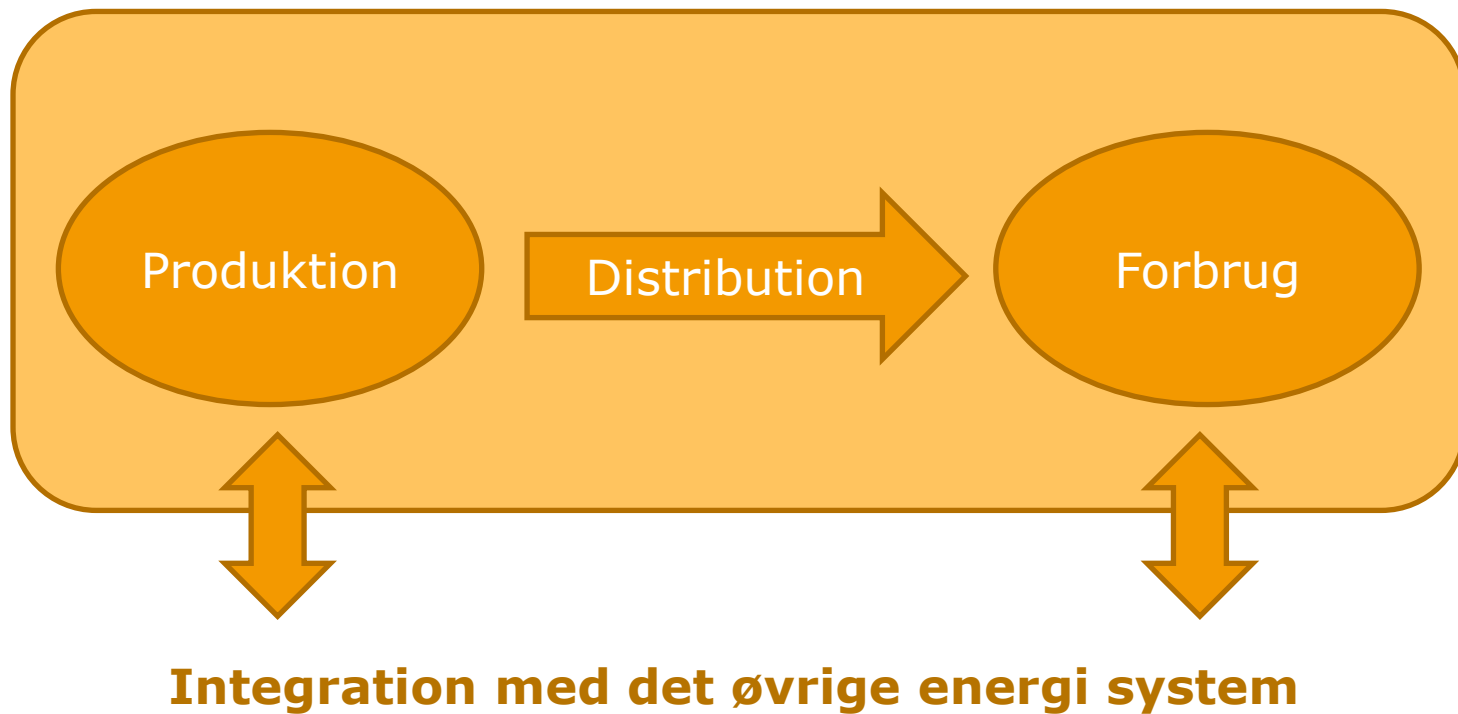 Produktion
Distribution
Forbrug
Integration med det øvrige energi system